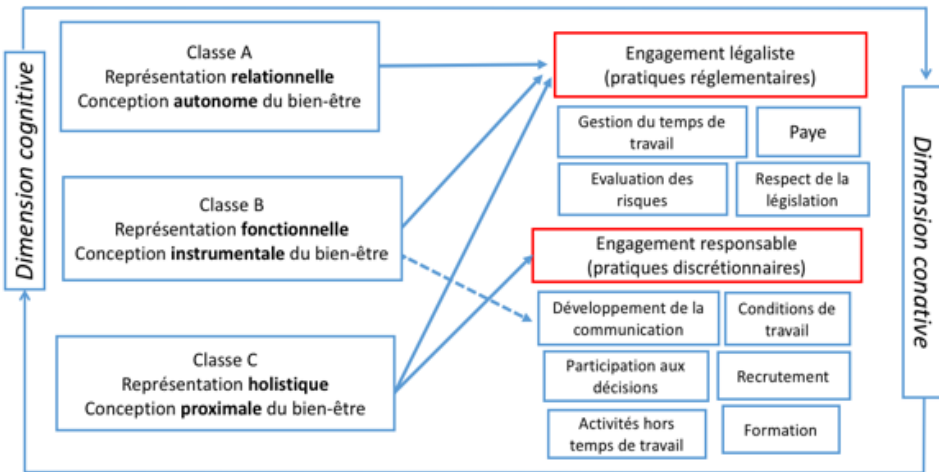 Dimension cognitive
Classe A
Représentation relationnelle
Conception autonome du bien-être
Classe B
Représentation fonctionnelle
Conception instrumentale du bien-être
Classe C
Représentation holistique
Conception proximale du bien-être
Engagement légaliste
(pratiques réglementaires)
Gestion du temps de
travail
Paye
Evaluation des
risques
Respect de la
législation
Engagement responsable
(pratiques discrétionnaires)
Développement de la
communication
Conditions de
travail
Participation aux
décisions
Recrutement
Activités hors
temps de travail
Formation
Dimension conative